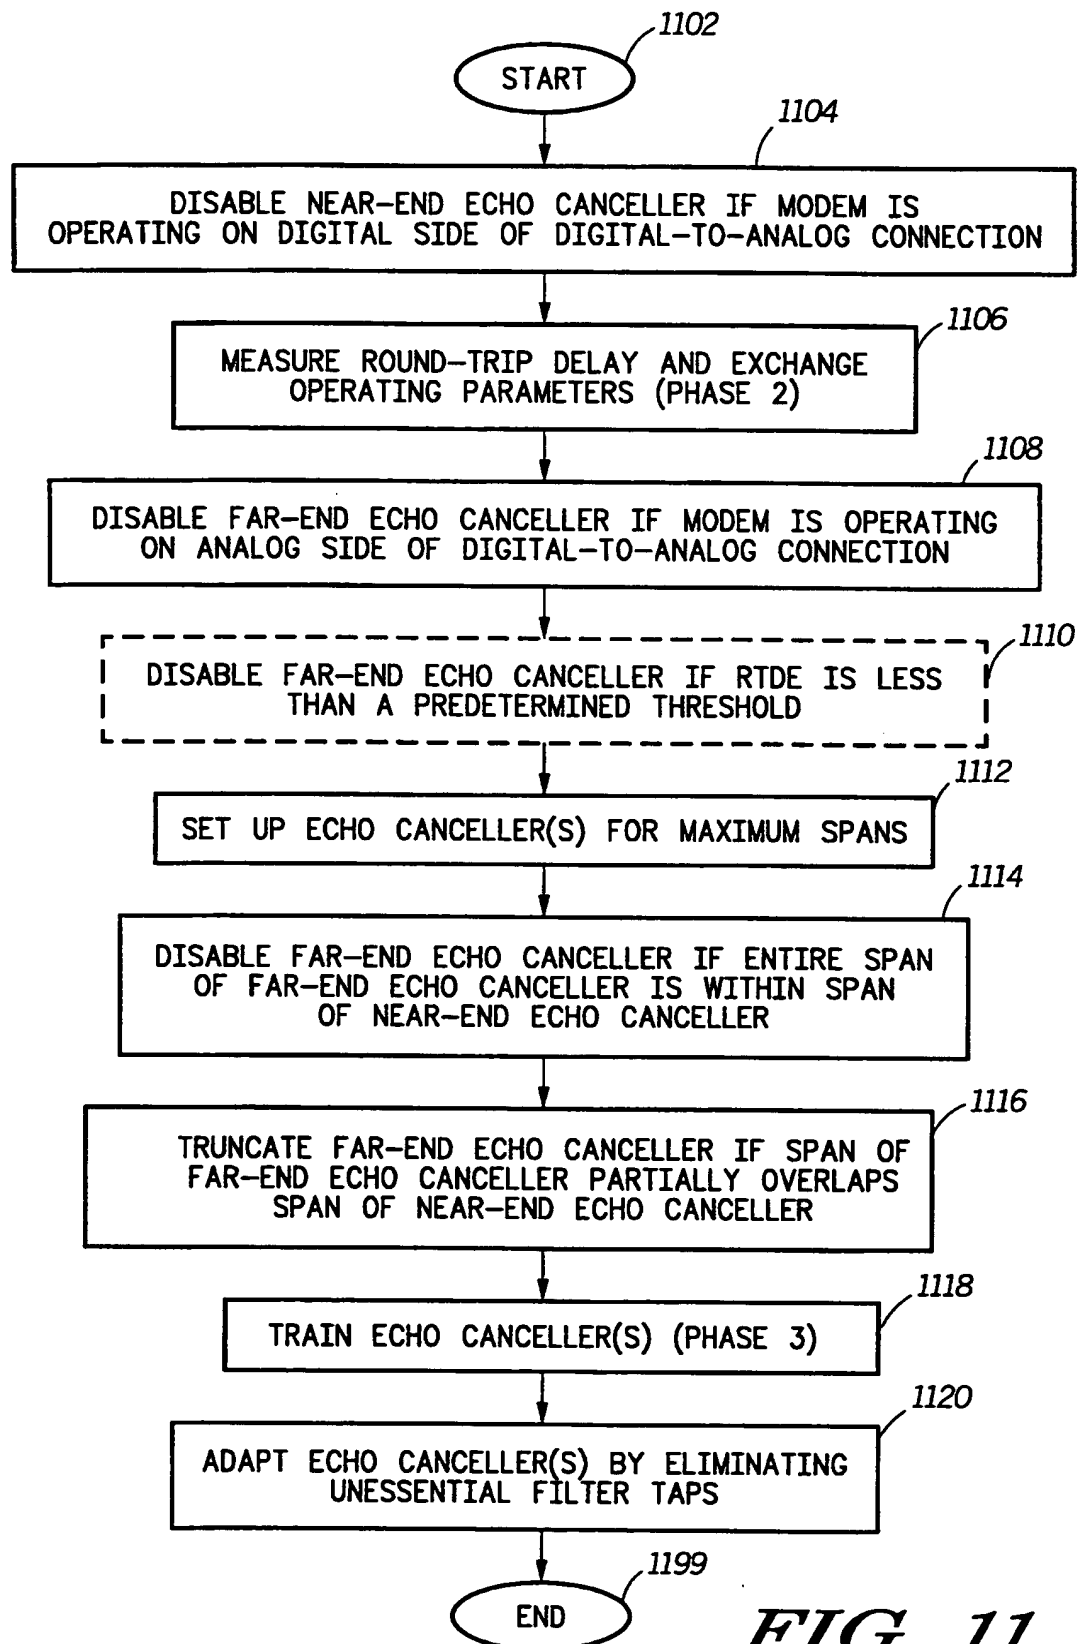 1102
START
1104
DISABLE NEAR-END ECHO CANCELLER IF MODEM IS
OPERATING ON DIGITAL SIDE OF DIGITAL-TO-ANALOG CONNECTION
1106
MEASURE ROUND-TRIP DELAY AND EXCHANGE
OPERATING PARAMETERS (PHASE 2)
1108
DISABLE FAR-END ECHO CANCELLER IF MODEM IS OPERATING
ON ANALOG SIDE OF DIGITAL-TO-ANALOG CONNECTION
1110
DISABLE FAR-END ECHO CANCELLER IF RTDE IS LESS
THAN A PREDETERMINED THRESHOLD
1112
SET UP ECHO CANCELLER(S) FOR MAXIMUM SPANS
1114
DISABLE FAR-END ECHO CANCELLER IF ENTIRE SPAN
OF FAR-END ECHO CANCELLER IS WITHIN SPAN
OF NEAR-END ECHO CANCELLER
1116
TRUNCATE FAR-END ECHO CANCELLER IF SPAN OF
FAR-END ECHO CANCELLER PARTIALLY OVERLAPS
SPAN OF NEAR-END ECHO CANCELLER
1118
TRAIN ECHO CANCELLER(S) (PHASE 3)
1120
ADAPT ECHO CANCELLER(S) BY ELIMINATING
UNESSENTIAL FILTER TAPS
1199
END
FIG. 11